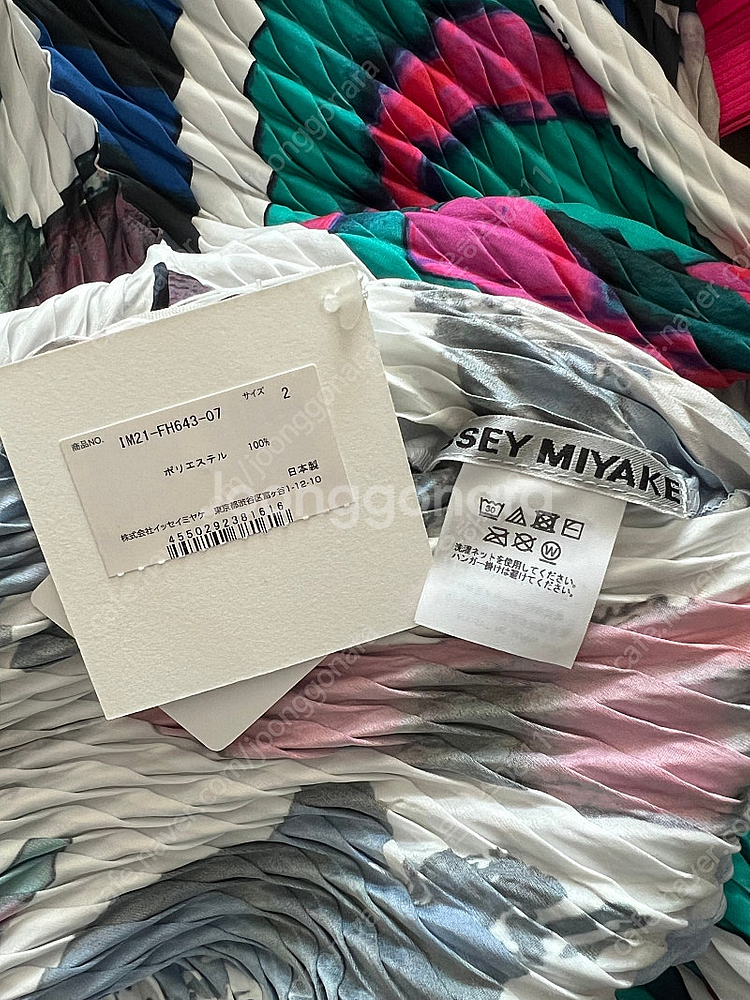 商品NO. IM21-FH643-07 サイズ 2
ポリエステル 100%
日本製
株式会社イッセイミヤケ 東京都渋谷区富ヶ谷1-12-10
4550292381616
SEY MIYAKE
30
W
洗濯ネットを使用してください。
ハンガー掛けは避けてください。
joonggonara